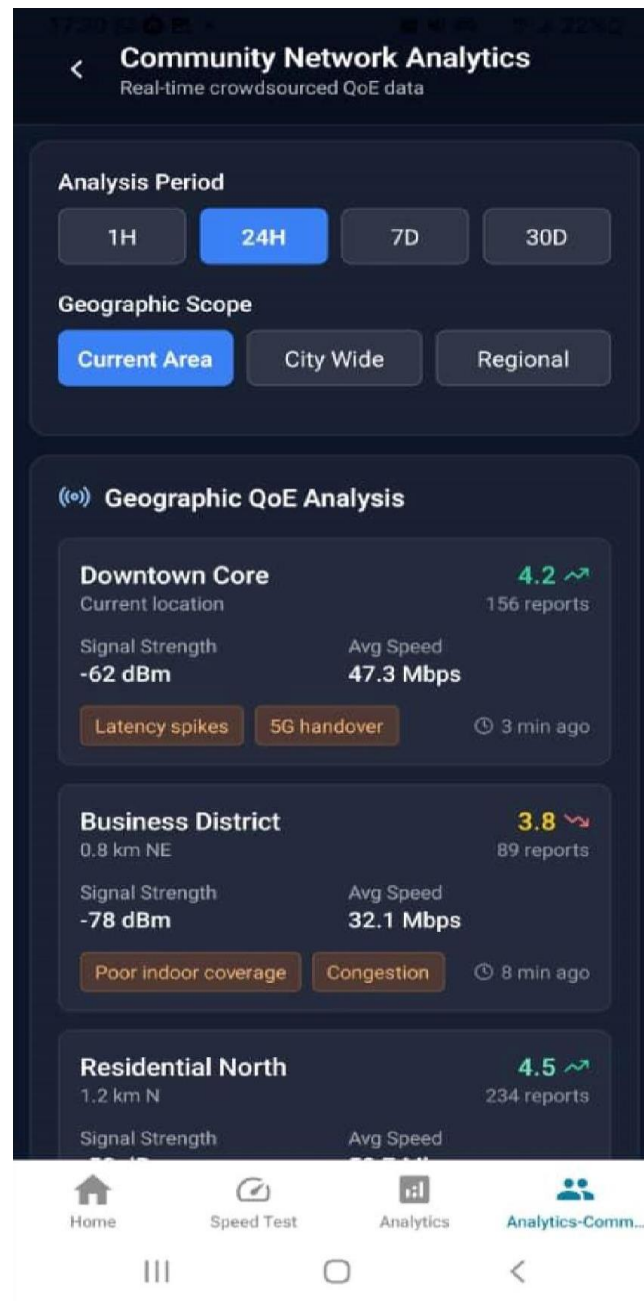 Community Network Analytics
Real-time crowdsourced QoE data
Analysis Period
1H 24H 7D 30D
Geographic Scope
Current Area City Wide Regional
Geographic QoE Analysis
Downtown Core 4.2
Current location 156 reports
Signal Strength Avg Speed
-62 dBm 47.3 Mbps
Latency spikes 5G handover 3 min ago
Business District 3.8
0.8 km NE 89 reports
Signal Strength Avg Speed
-78 dBm 32.1 Mbps
Poor indoor coverage Congestion 8 min ago
Residential North 4.5
1.2 km N 234 reports
Signal Strength Avg Speed
Home Speed Test Analytics Analytics-Comm...